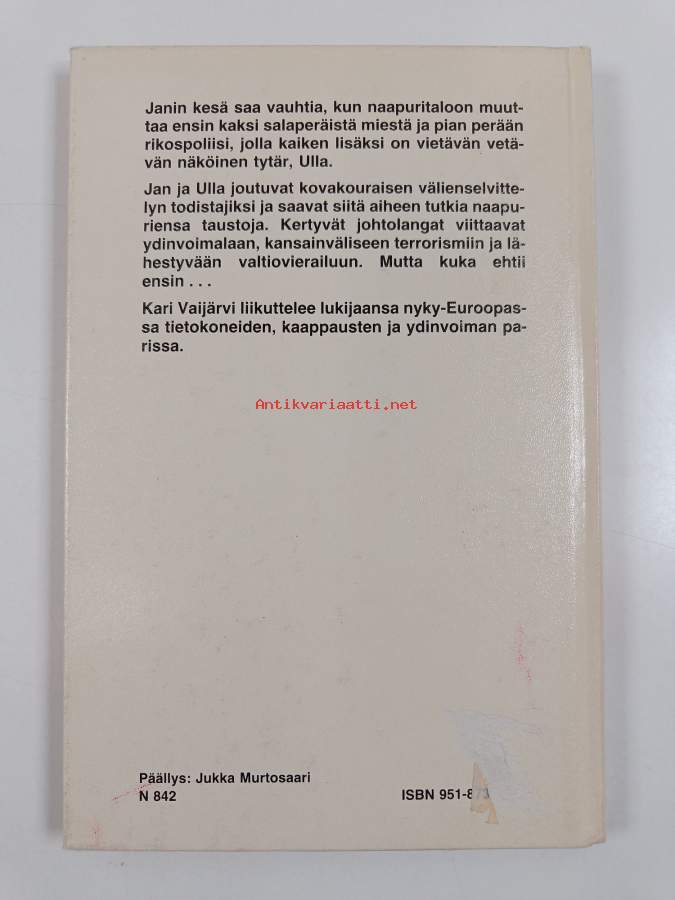 Janin kesä saa vauhtia, kun naapuritaloon muut-
taa ensin kaksi salaperäistä miestä ja pian perään
rikospoliisi, jolla kaiken lisäksi on vietävän vetä-
vän näköinen tytär, Ulla.
Jan ja Ulla joutuvat kovakouraisen välienselvitte-
lyn todistajiksi ja saavat siitä aiheen tutkia naapu-
riensa taustoja. Kertyvät johtolangat viittaavat
ydinvoimalaan, kansainväliseen terrorismiin ja lä-
hestyvään valtiovierailuun. Mutta kuka ehtii
ensin . . .
Kari Vaijärvi liikuttelee lukijaansa nyky-Euroopas-
sa tietokoneiden, kaappausten ja ydinvoiman pa-
rissa.
Antikvariaatti.net
Päällys: Jukka Murtosaari
N 842
ISBN 951-8